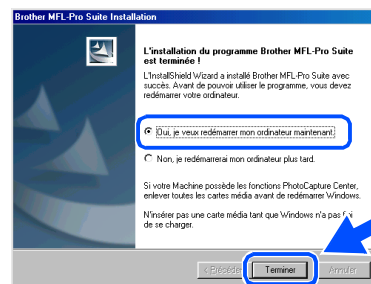 Brother MFL-Pro Suite Installation
L'installation du programme Brother MFL-Pro Suite
est terminée !
L'InstallShield Wizard a installé Brother MFL-Pro Suite avec
succès. Avant de pouvoir utiliser le programme, vous devez
redémarrer votre ordinateur.
Oui, je veux redémarrer mon ordinateur maintenant.
Non, je redémarrerai mon ordinateur plus tard.
Si votre Machine possède les fonctions PhotoCapture Center,
enlever toutes les cartes média avant de redémarrer Windows.
N'insérer pas une carte média tant que Windows n'a pas fini
de se charger.
< Précédent
Terminer
Annuler